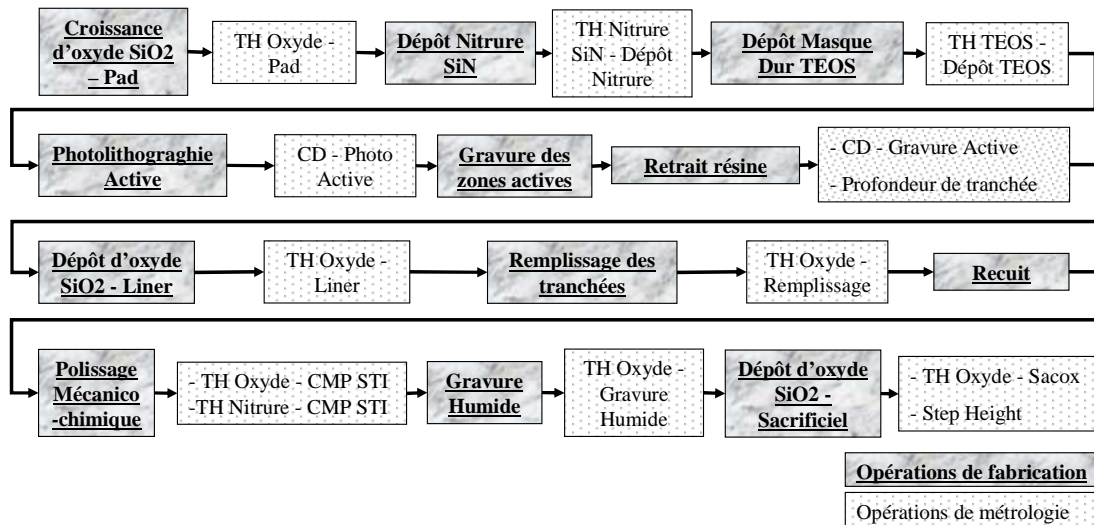 Croissance
d'oxyde SiO2
– Pad
TH Oxyde -
Pad
Dépôt Nitrure
SiN
TH Nitrure
SiN - Dépôt
Nitrure
Dépôt Masque
Dur TEOS
TH TEOS -
Dépôt TEOS
Photolithograghie
Active
CD - Photo
Active
Gravure des
zones actives
Retrait résine
- CD - Gravure Active
- Profondeur de tranchée
Dépôt d'oxyde
SiO2 - Liner
TH Oxyde -
Liner
Remplissage des
tranchées
TH Oxyde -
Remplissage
Recuit
Polissage
Mécanico
-chimique
- TH Oxyde - CMP STI
-TH Nitrure - CMP STI
Gravure
Humide
TH Oxyde -
Gravure
Humide
Dépôt d'oxyde
SiO2 -
Sacrificiel
- TH Oxyde - Sacox
- Step Height
Opérations de fabrication
Opérations de métrologie